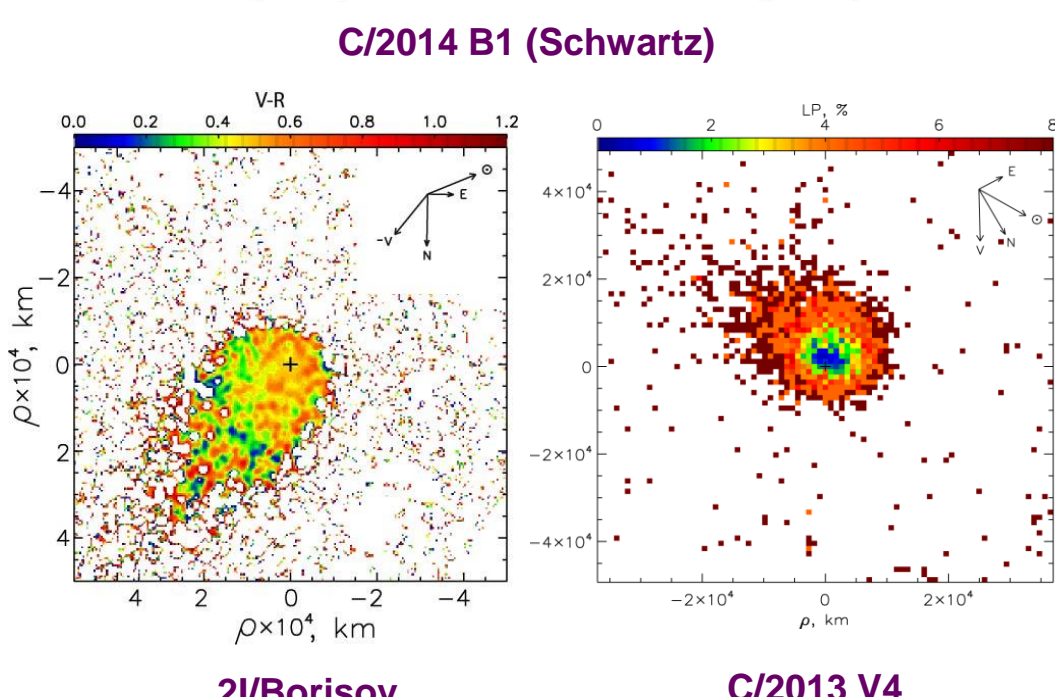 C/2014 B1 (Schwartz)
V-R
0.0 0.2 0.4 0.6 0.8 1.0 1.2
⊙
E
-V
N
−4
−2
0
2
4
ρ×10⁴, km
4 2 0 −2 −4
ρ×10⁴, km
LP, %
0 2 4 6 8
E
⊙
N
V
4×10⁴
2×10⁴
0
−2×10⁴
−4×10⁴
−2×10⁴ 0 2×10⁴
ρ, km
2I/Borisov
C/2013 V4